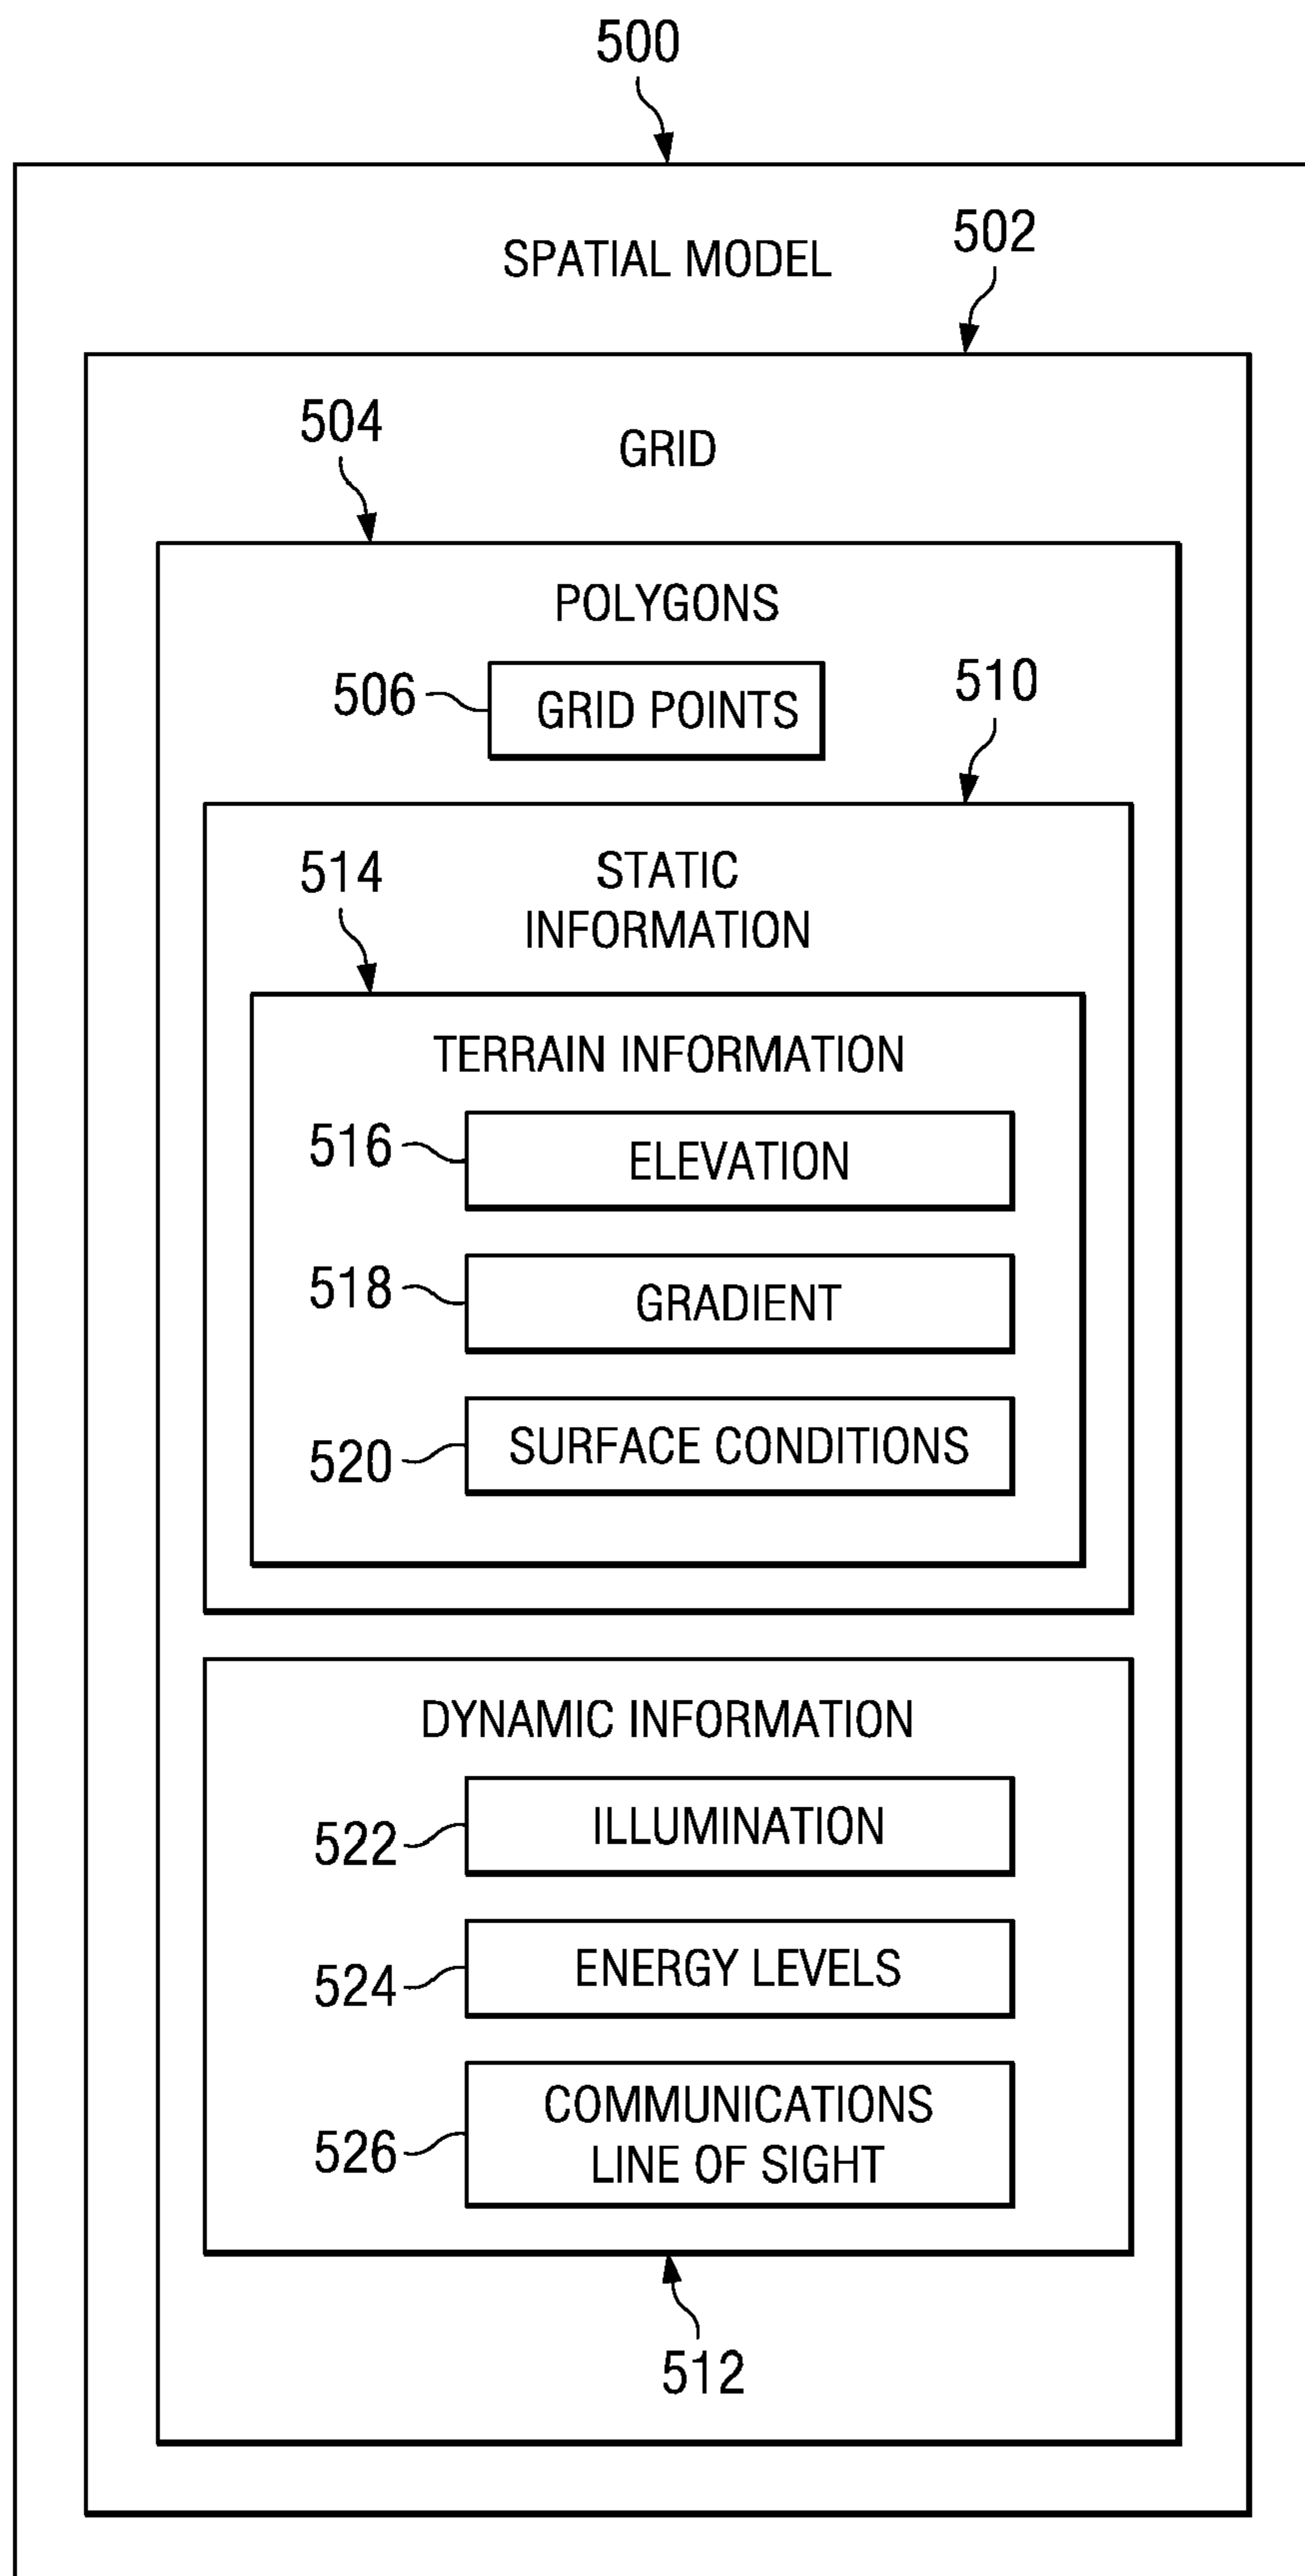 500
SPATIAL MODEL
502
GRID
504
POLYGONS
506
GRID POINTS
510
STATIC
INFORMATION
514
TERRAIN INFORMATION
516
ELEVATION
518
GRADIENT
520
SURFACE CONDITIONS
DYNAMIC INFORMATION
522
ILLUMINATION
524
ENERGY LEVELS
526
COMMUNICATIONS
LINE OF SIGHT
512